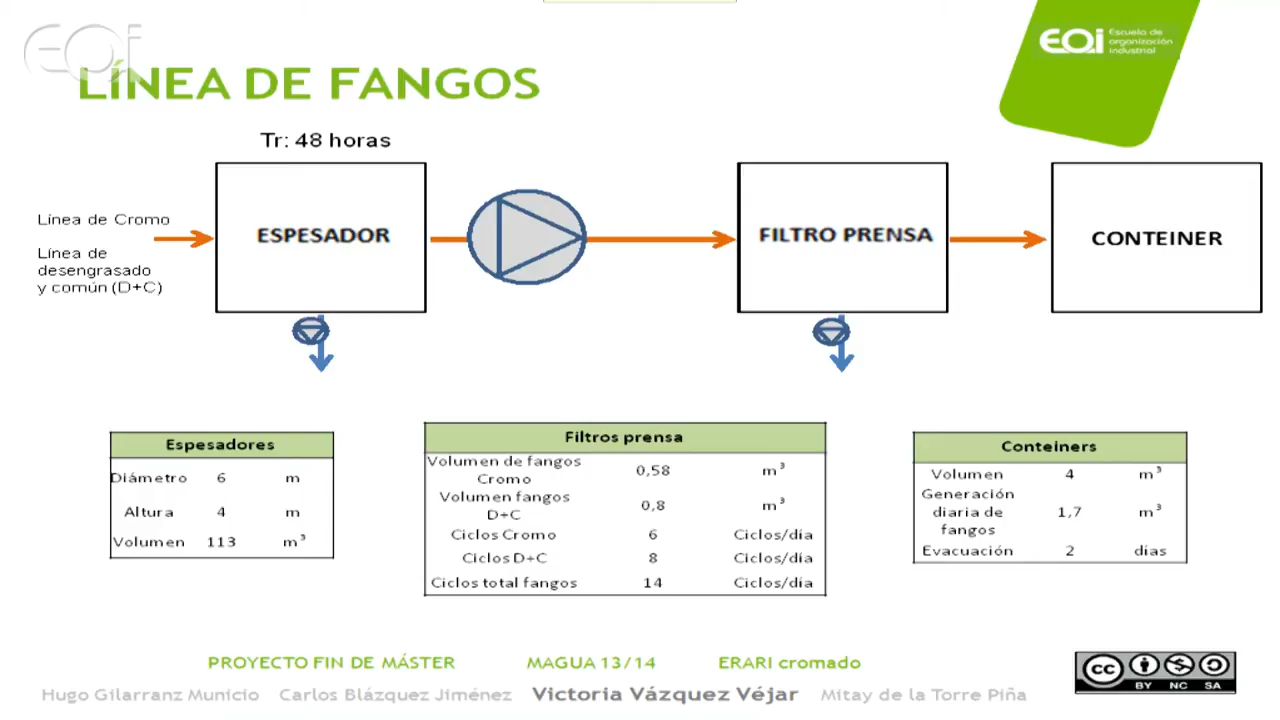 EOi
EOi Escuela de
organización
industrial
LÍNEA DE FANGOS
Tr: 48 horas
Línea de Cromo
Línea de
desengrasado
y común (D+C)
ESPESADOR
FILTRO PRENSA
CONTEINER
Espesadores
Diámetro 6 m
Altura 4 m
Volumen 113 m³
Filtros prensa
Volumen de fangos
Cromo 0,58 m³
Volumen fangos
D+C 0,8 m³
Ciclos Cromo 6 Ciclos/día
Ciclos D+C 8 Ciclos/día
Ciclos total fangos 14 Ciclos/día
Conteiners
Volumen 4 m³
Generación
diaria de 1,7 m³
fangos
Evacuación 2 días
PROYECTO FIN DE MÁSTER MAGUA 13/14 ERARI cromado
Hugo Gilarranz Municio Carlos Blázquez Jiménez Victoria Vázquez Véjar Mitay de la Torre Piña
cc
BY NC SA